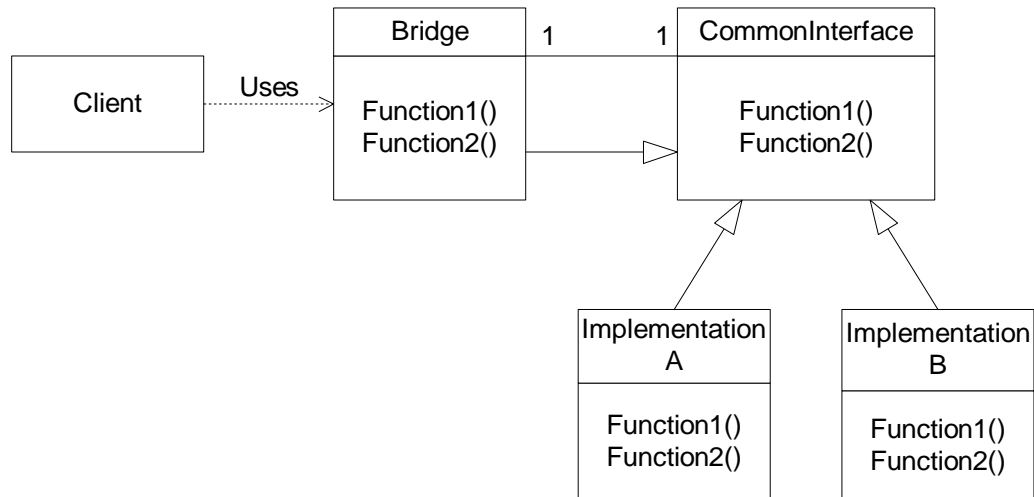 Bridge
1
1
CommonInterface
Client
Uses
Function1()
Function2()
Function1()
Function2()
Implementation
A
Function1()
Function2()
Implementation
B
Function1()
Function2()